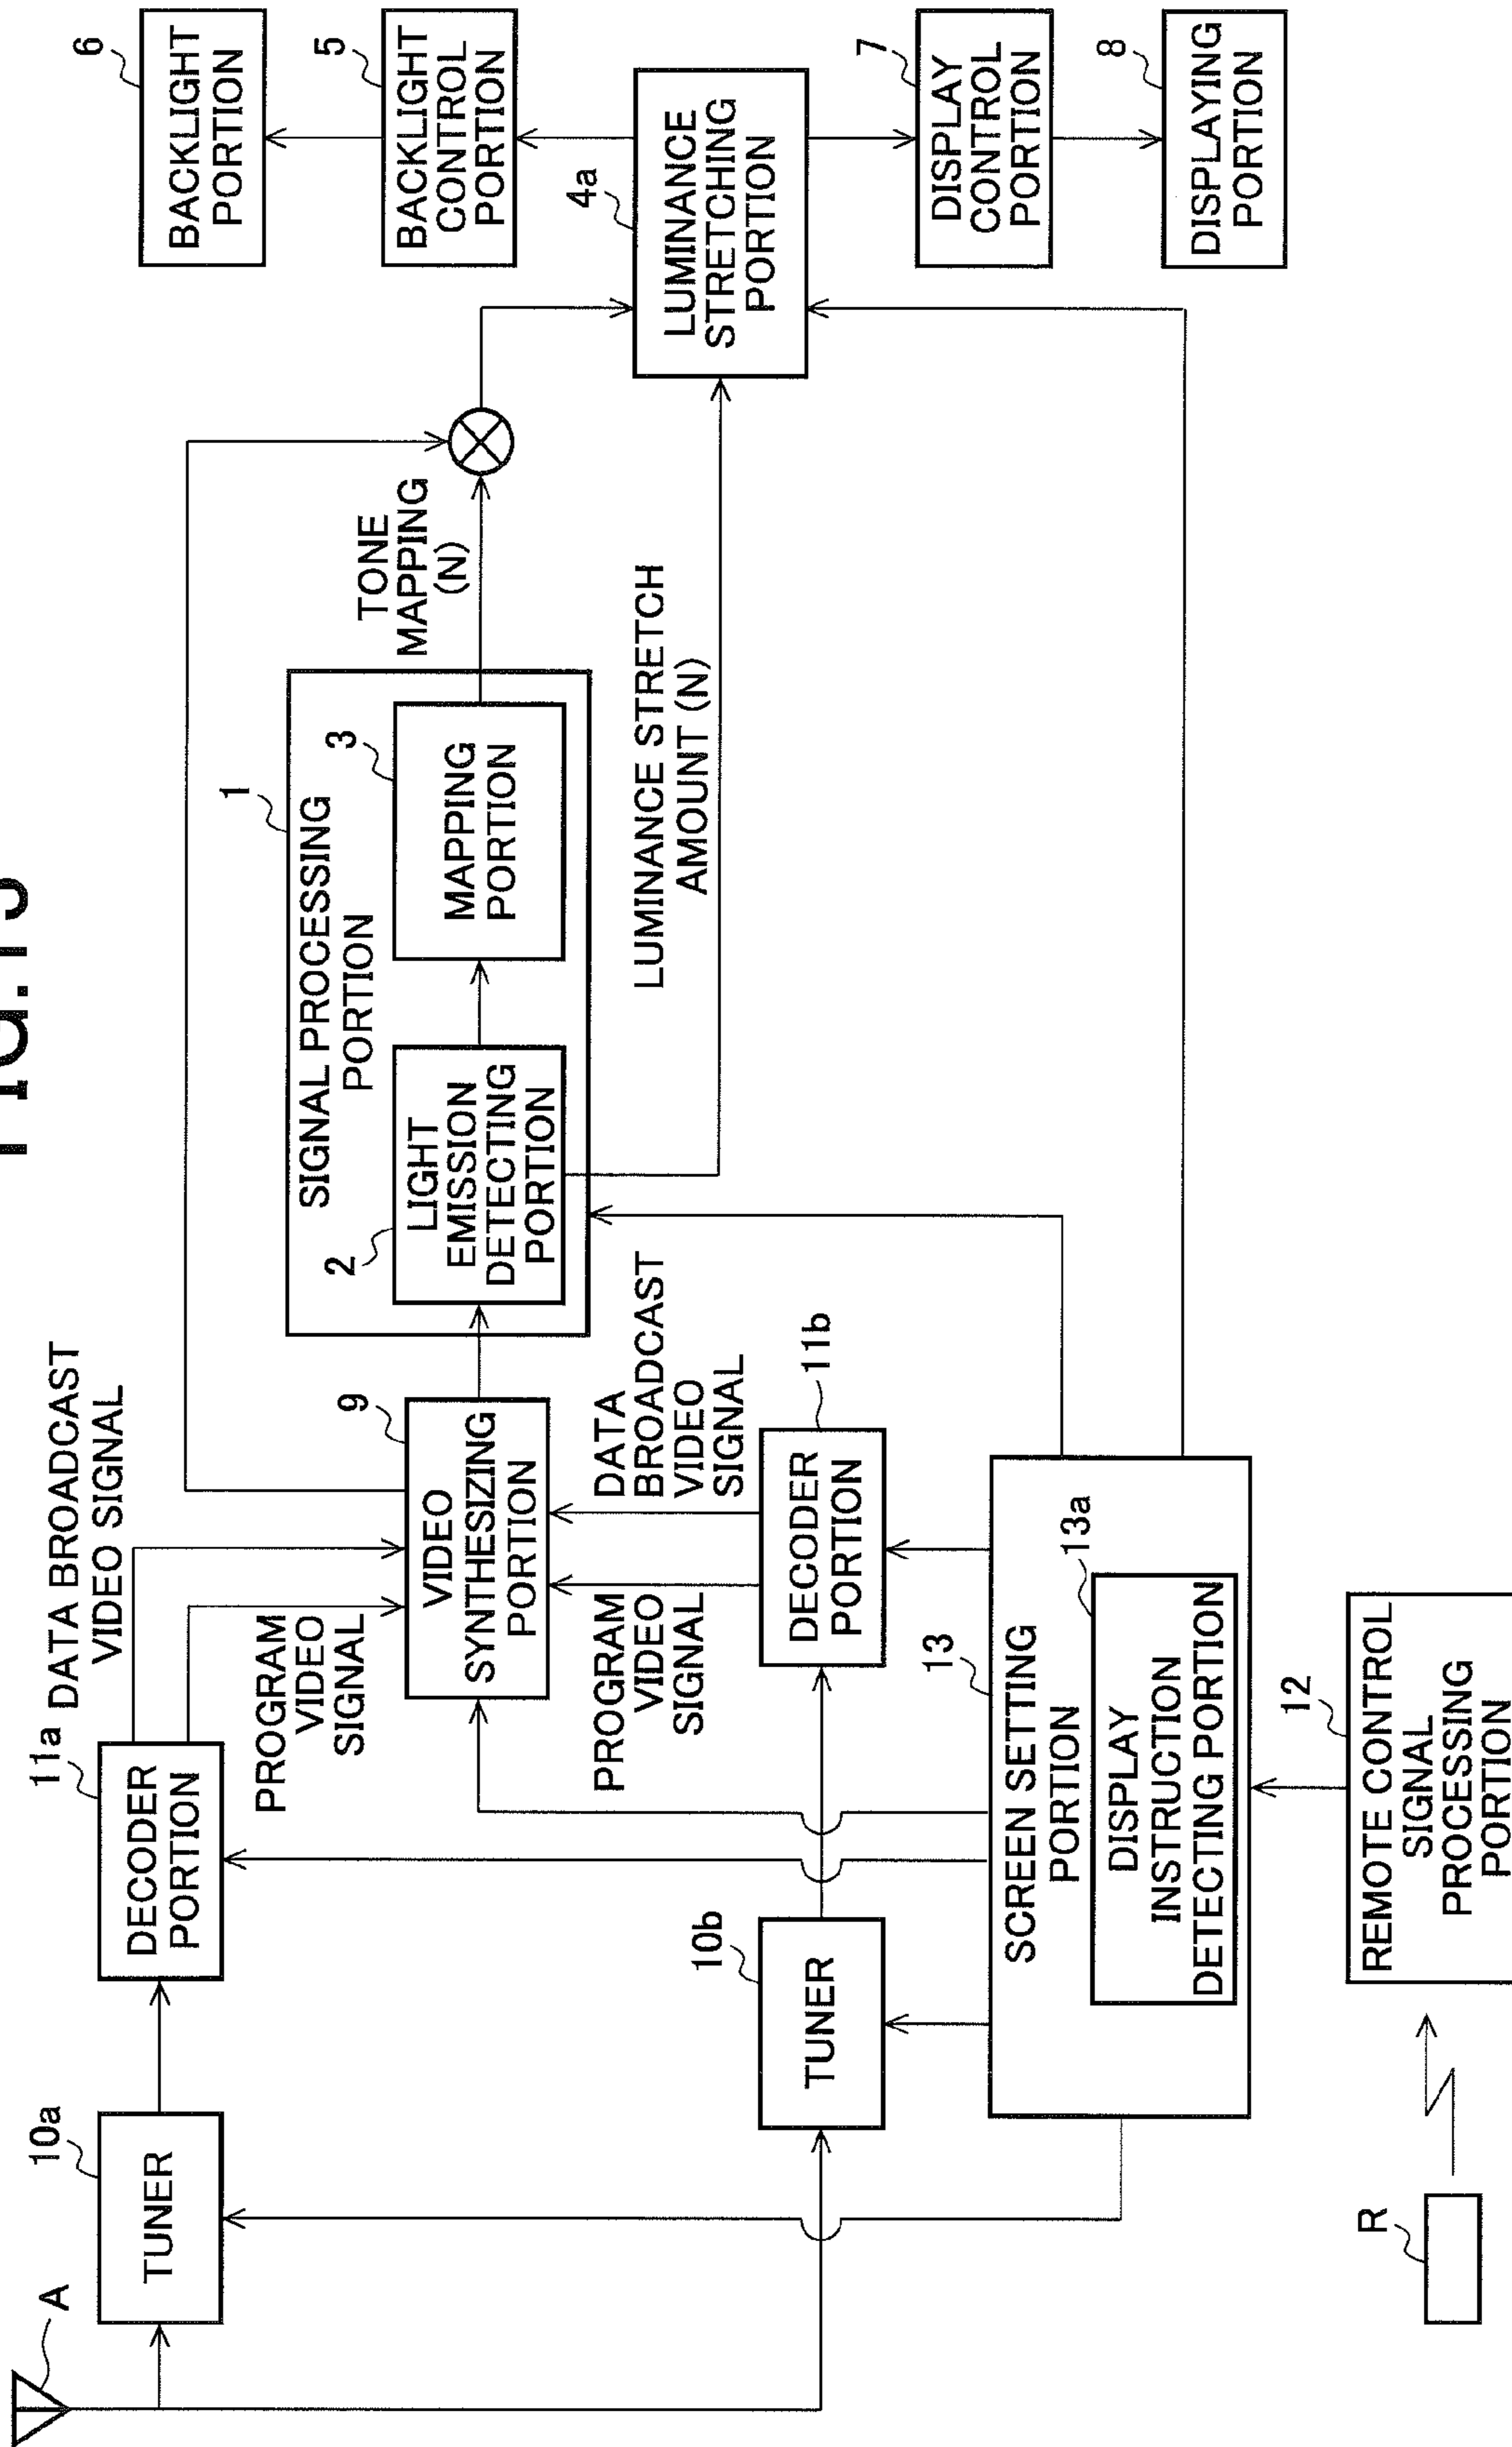 A
10a
TUNER
11a
DECODER
PORTION
DATA BROADCAST
VIDEO SIGNAL
PROGRAM
VIDEO
SIGNAL
9
VIDEO
SYNTHESIZING
PORTION
1
SIGNAL PROCESSING
PORTION
2
LIGHT
EMISSION
DETECTING
PORTION
3
MAPPING
PORTION
TONE
MAPPING
(N)
LUMINANCE STRETCH
AMOUNT (N)
6
BACKLIGHT
PORTION
5
BACKLIGHT
CONTROL
PORTION
4a
LUMINANCE
STRETCHING
PORTION
7
DISPLAY
CONTROL
PORTION
8
DISPLAYING
PORTION
10b
TUNER
PROGRAM
VIDEO
SIGNAL
DATA
BROADCAST
VIDEO
SIGNAL
11b
DECODER
PORTION
13
SCREEN SETTING
PORTION
13a
DISPLAY
INSTRUCTION
DETECTING PORTION
R
12
REMOTE CONTROL
SIGNAL
PROCESSING
PORTION